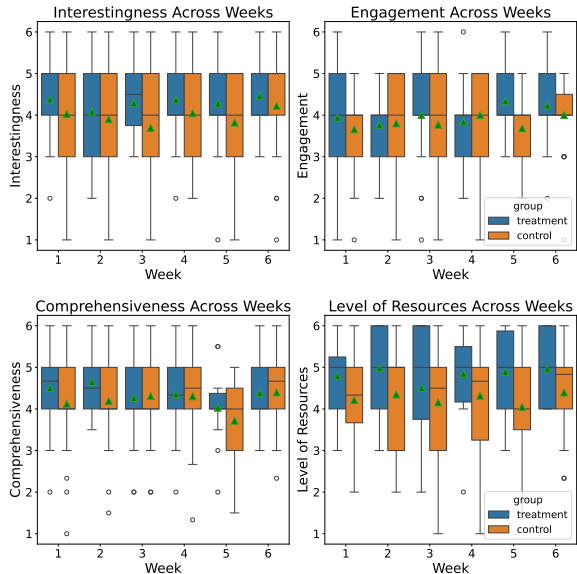 Interestingness Across Weeks
Interestingness
6
5
4
3
2
1
1 2 3 4 5 6
Week
Engagement Across Weeks
Engagement
6
5
4
3
2
1
group
treatment
control
1 2 3 4 5 6
Week
Comprehensiveness Across Weeks
Comprehensiveness
6
5
4
3
2
1
1 2 3 4 5 6
Week
Level of Resources Across Weeks
Level of Resources
6
5
4
3
2
1
group
treatment
control
1 2 3 4 5 6
Week